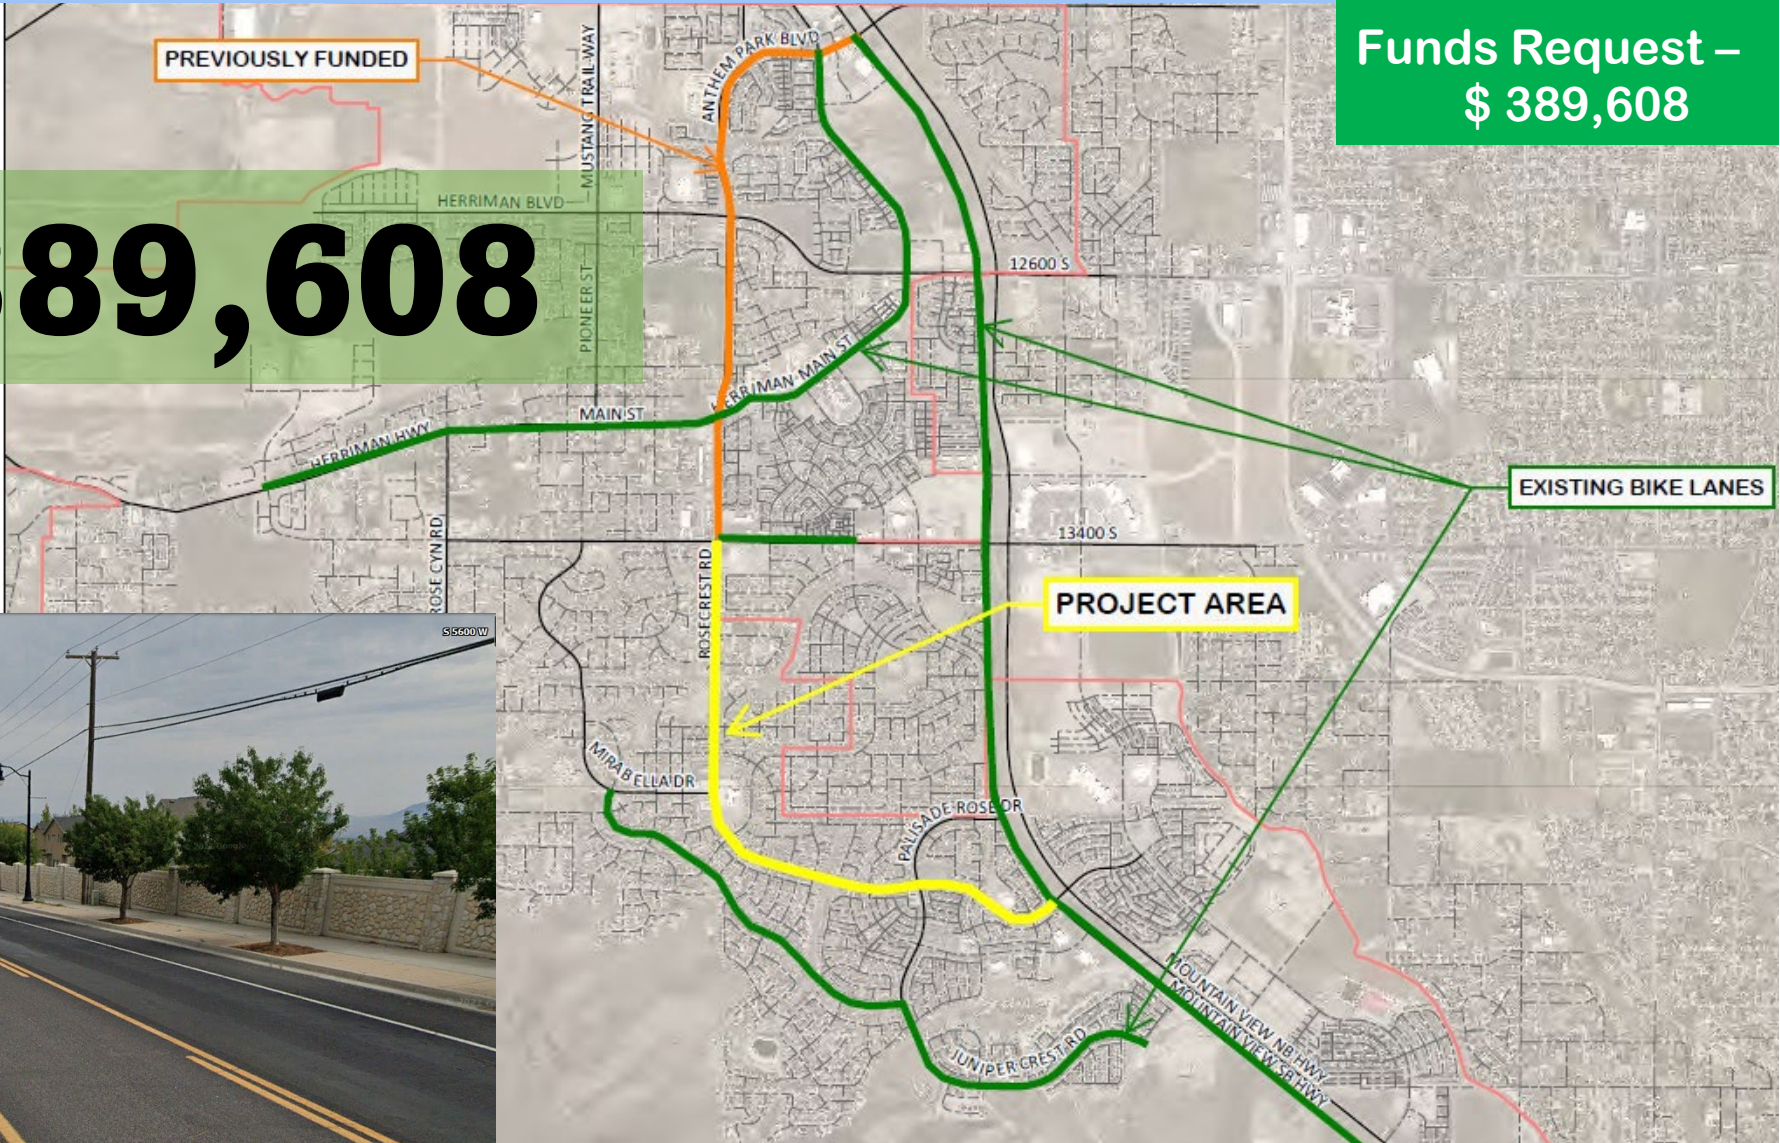 Funds Request –
$ 389,608
PREVIOUSLY FUNDED
ANTHEM PARK BLVD
MUSTANG TRAIL WAY
HERRIMAN BLVD
89,608
12600 S
PIONEER ST
HERRIMAN MAIN ST
MAIN ST
HERRIMAN HWY
EXISTING BIKE LANES
13400 S
ROSE CYN RD
ROSECREST RD
PROJECT AREA
S 5600 W
MIRABELLA DR
PALISADE ROSE DR
MOUNTAIN VIEW NB HWY
MOUNTAIN VIEW SB HWY
JUNIPER CREST RD